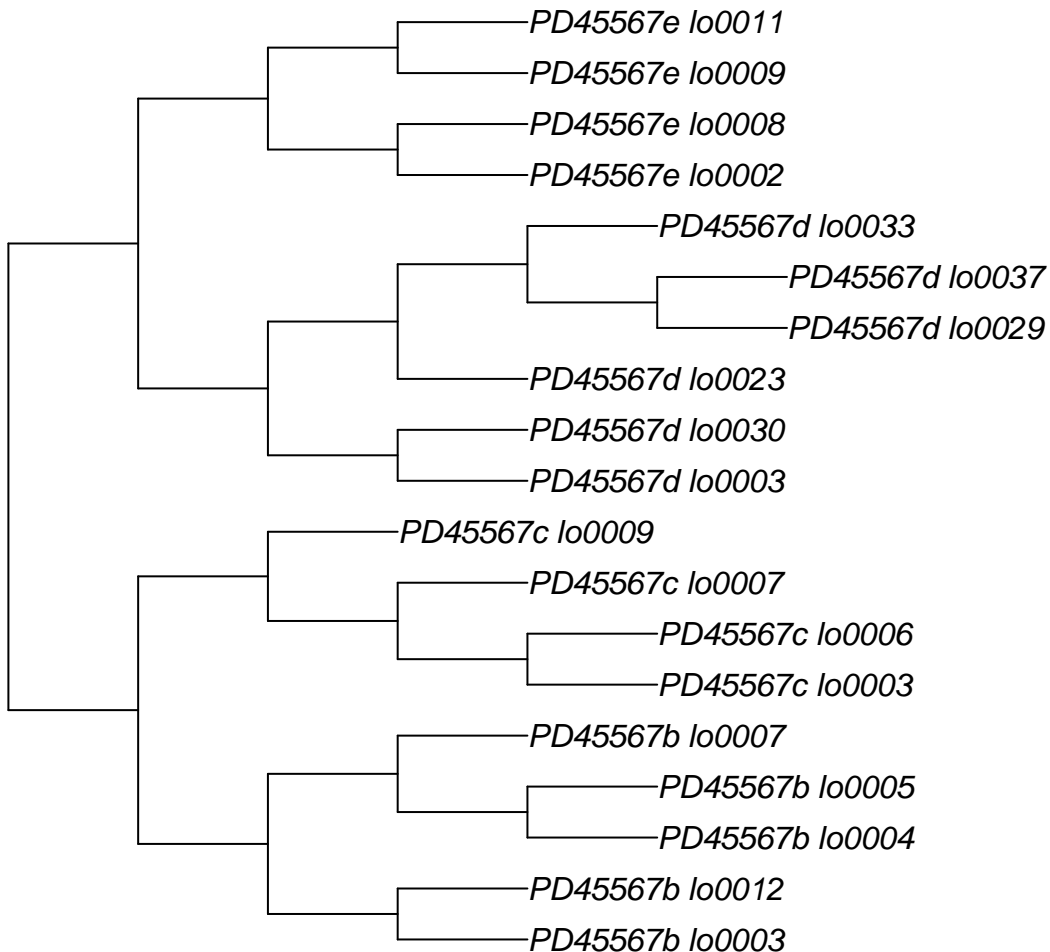 PD45567e lo0011
PD45567e lo0009
PD45567e lo0008
PD45567e lo0002
PD45567d lo0033
PD45567d lo0037
PD45567d lo0029
PD45567d lo0023
PD45567d lo0030
PD45567d lo0003
PD45567c lo0009
PD45567c lo0007
PD45567c lo0006
PD45567c lo0003
PD45567b lo0007
PD45567b lo0005
PD45567b lo0004
PD45567b lo0012
PD45567b lo0003